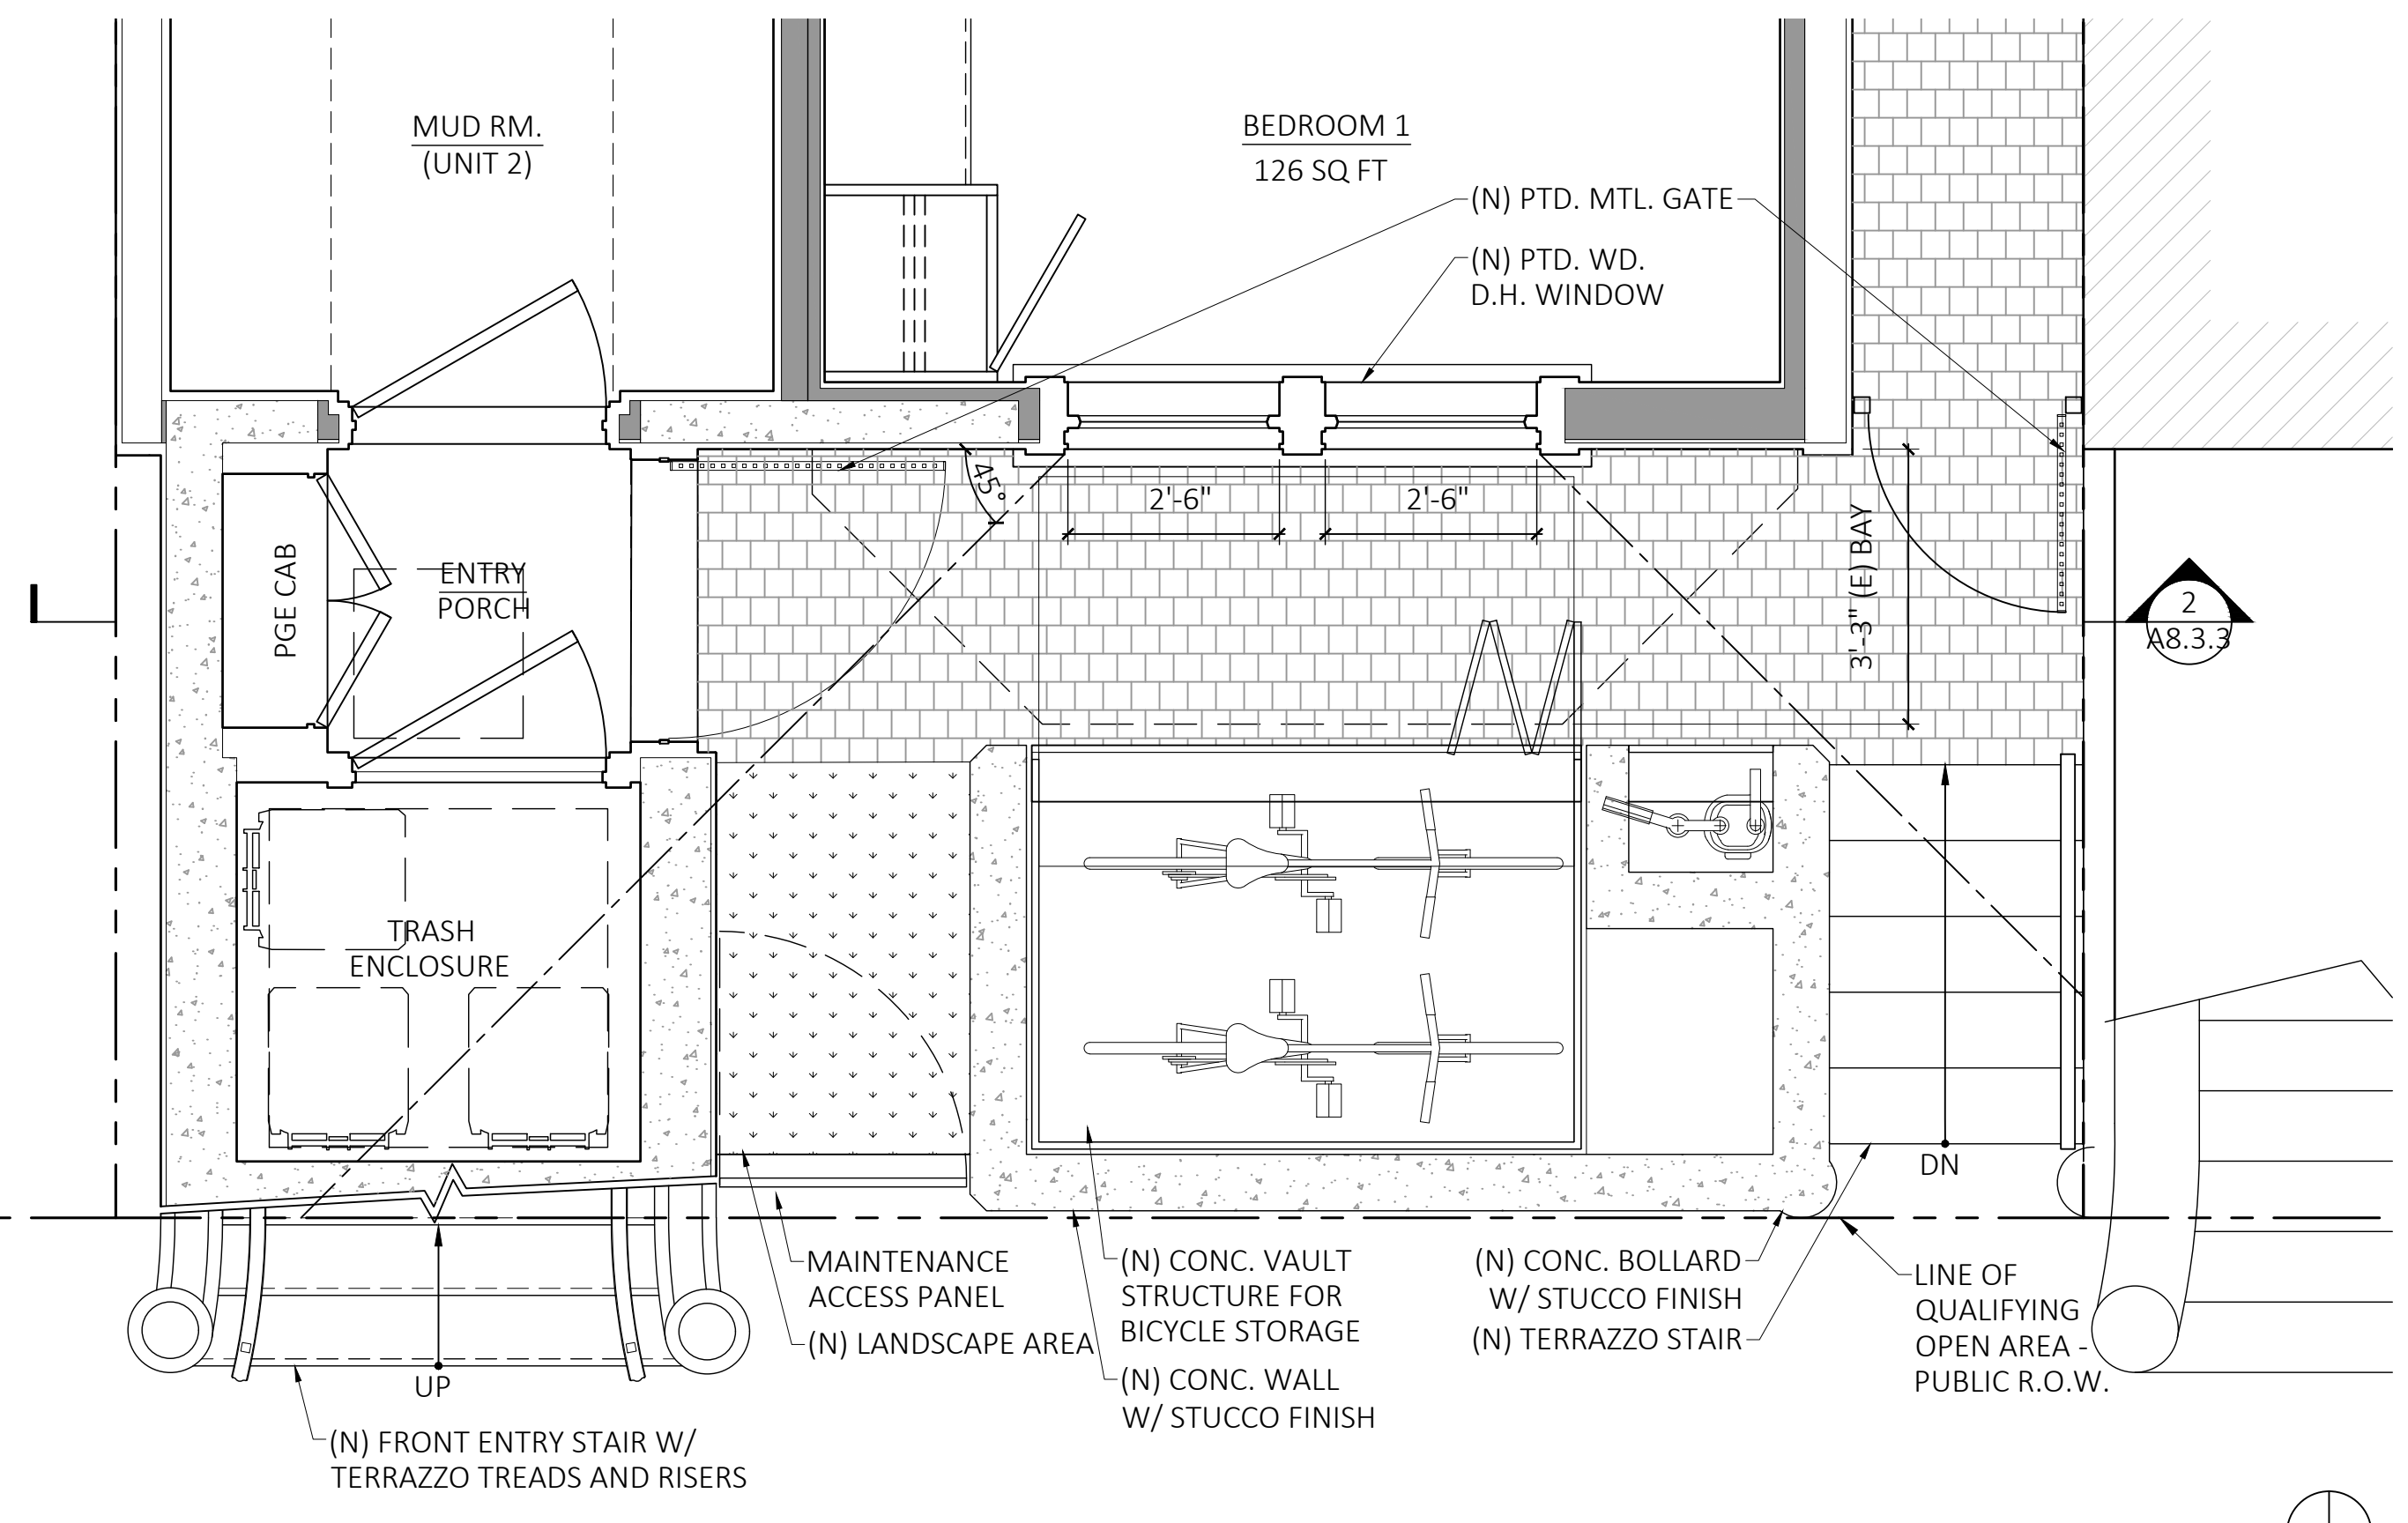 MUD RM.
(UNIT 2)
BEDROOM 1
126 SQ FT
(N) PTD. MTL. GATE
(N) PTD. WD.
D.H. WINDOW
45°
2'-6"
2'-6"
3'-3" (E) BAY
PGE CAB
ENTRY
PORCH
2
A8.3.3
TRASH
ENCLOSURE
DN
MAINTENANCE
ACCESS PANEL
(N) LANDSCAPE AREA
(N) CONC. VAULT
STRUCTURE FOR
BICYCLE STORAGE
(N) CONC. WALL
W/ STUCCO FINISH
(N) CONC. BOLLARD
W/ STUCCO FINISH
(N) TERRAZZO STAIR
LINE OF
QUALIFYING
OPEN AREA -
PUBLIC R.O.W.
UP
(N) FRONT ENTRY STAIR W/
TERRAZZO TREADS AND RISERS